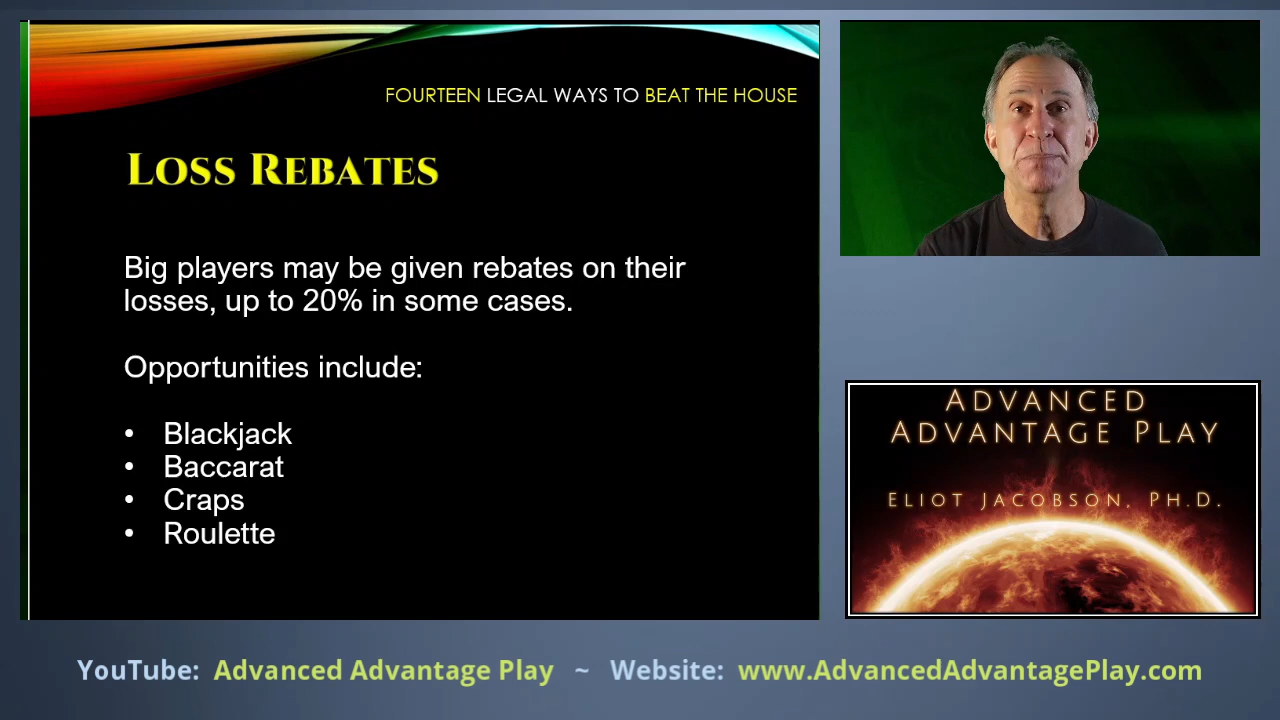 FOURTEEN LEGAL WAYS TO BEAT THE HOUSE
LOSS REBATES
Big players may be given rebates on their
losses, up to 20% in some cases.
Opportunities include:
• Blackjack
• Baccarat
• Craps
• Roulette
ADVANCED
ADVANTAGE PLAY
ELIOT JACOBSON, PH.D.
YouTube: Advanced Advantage Play ~ Website: www.AdvancedAdvantagePlay.com